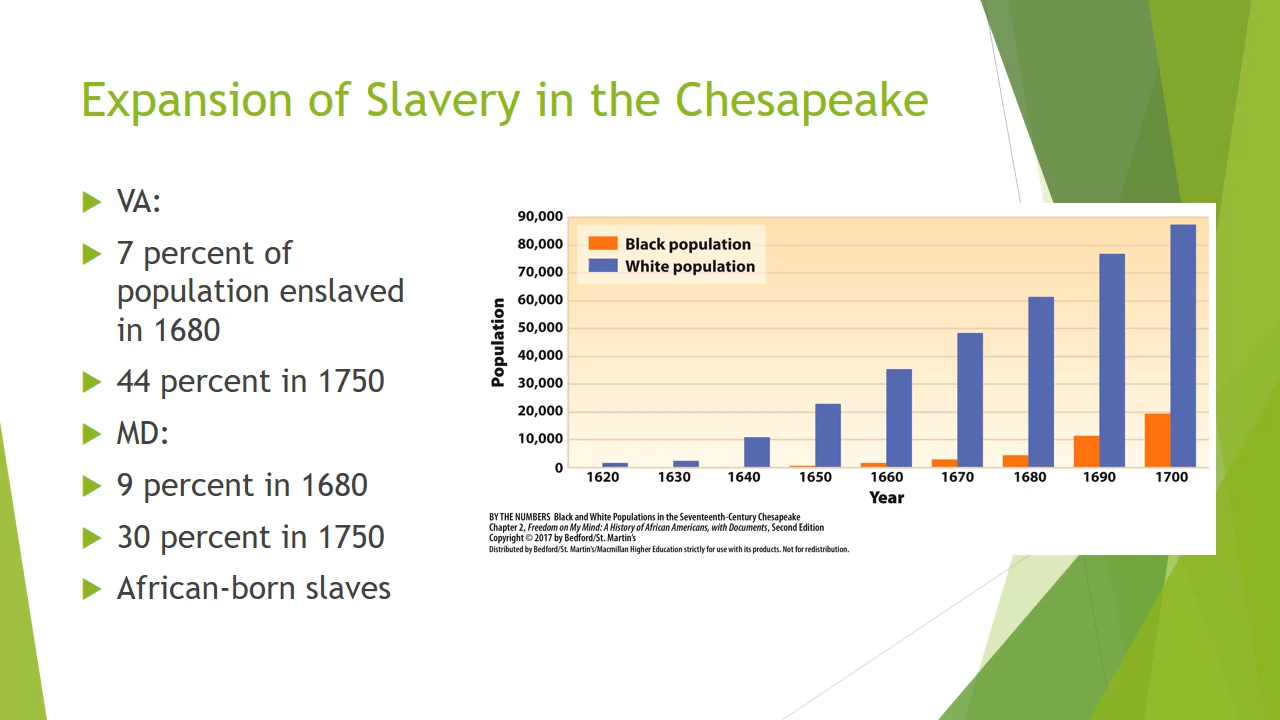 Expansion of Slavery in the Chesapeake
VA:
7 percent of
population enslaved
in 1680
44 percent in 1750
MD:
9 percent in 1680
30 percent in 1750
African-born slaves
90,000
80,000
70,000
60,000
50,000
40,000
30,000
20,000
10,000
0
Population
Black population
White population
1620 1630 1640 1650 1660 1670 1680 1690 1700
Year
BY THE NUMBERS Black and White Populations in the Seventeenth-Century Chesapeake
Chapter 2, Freedom on My Mind: A History of African Americans, with Documents, Second Edition
Copyright © 2017 by Bedford/St. Martin's
Distributed by Bedford/St. Martin's/Macmillan Higher Education strictly for use with its products. Not for redistribution.